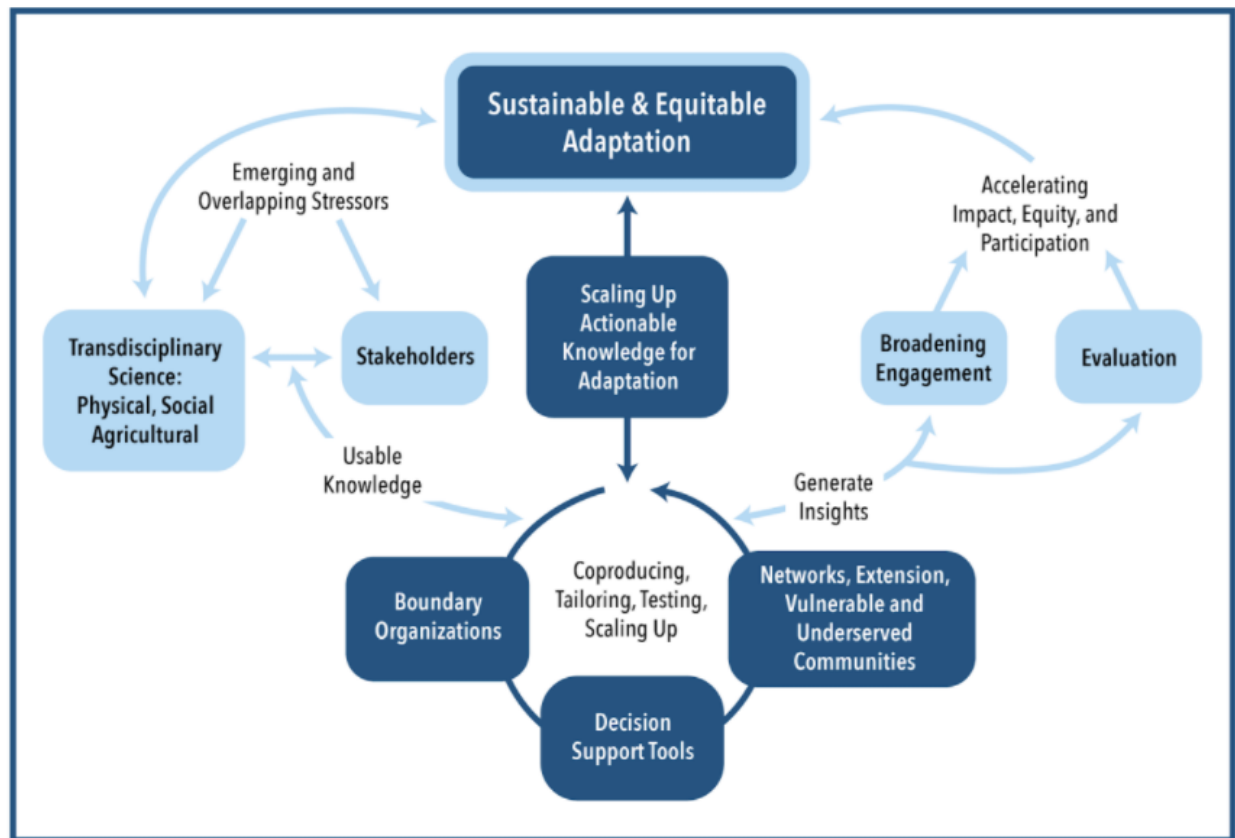 Sustainable & Equitable
Adaptation
Emerging and
Overlapping Stressors
Accelerating
Impact, Equity, and
Participation
Scaling Up
Actionable
Knowledge for
Adaptation
Transdisciplinary
Science:
Physical, Social
Agricultural
Stakeholders
Broadening
Engagement
Evaluation
Usable
Knowledge
Generate
Insights
Boundary
Organizations
Coproducing,
Tailoring, Testing,
Scaling Up
Networks, Extension,
Vulnerable and
Underserved
Communities
Decision
Support Tools